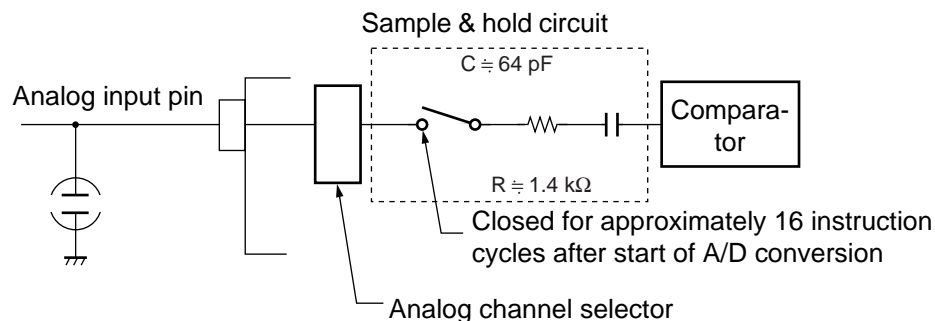 Sample & hold circuit
C ≒ 64 pF
Analog input pin
Compara-
tor
R ≒ 1.4 kΩ
Closed for approximately 16 instruction
cycles after start of A/D conversion
Analog channel selector